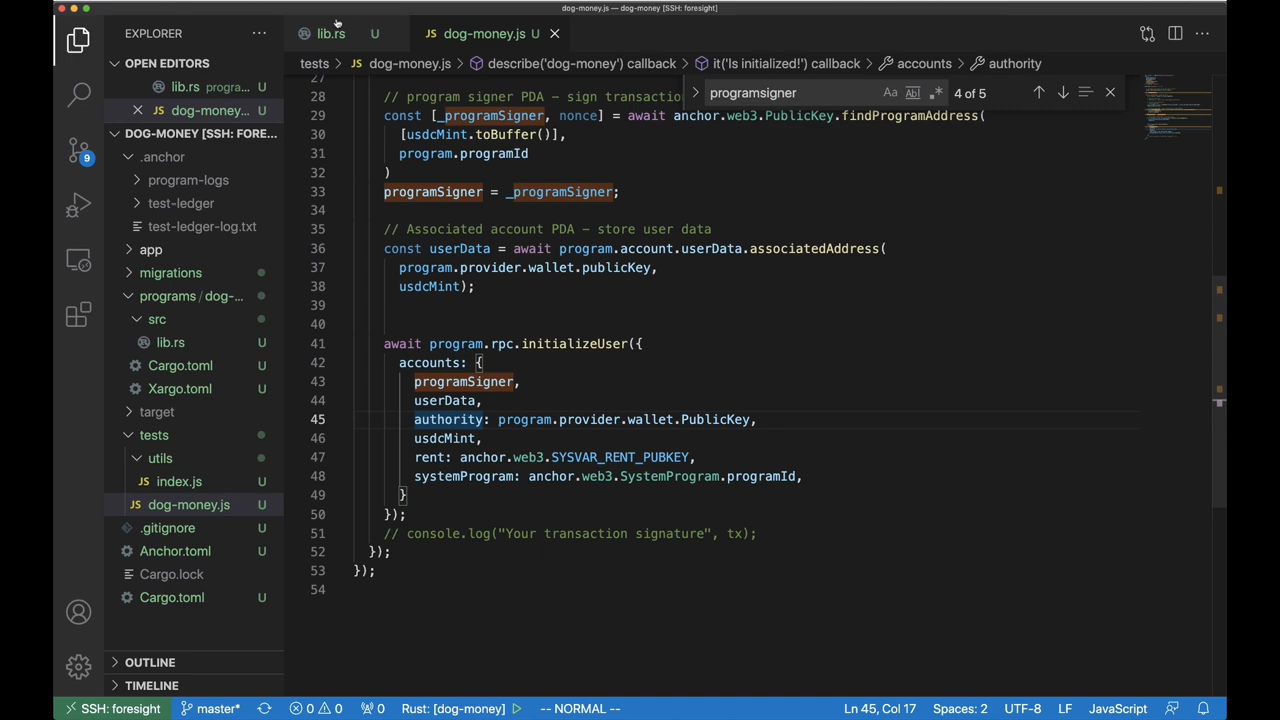 dog-money.js — dog-money [SSH: foresight]
EXPLORER
lib.rs U
dog-money.js U
OPEN EDITORS
lib.rs progra...
dog-money...
DOG-MONEY [SSH: FORE...
.anchor
program-logs
test-ledger
test-ledger-log.txt
app
migrations
programs / dog-...
src
lib.rs U
Cargo.toml U
Xargo.toml U
target
tests
utils
index.js U
dog-money.js U
.gitignore U
Anchor.toml U
Cargo.lock
Cargo.toml U
OUTLINE
TIMELINE
9
tests > JS dog-money.js > describe('dog-money') callback > it('Is initialized!') callback > accounts > authority
programsigner Aa ab .* 4 of 5
27
28 // programsigner PDA - sign transaction
29 const [_programSigner, nonce] = await anchor.web3.PublicKey.findProgramAddress(
30 [usdcMint.toBuffer()],
31 program.programId
32 )
33 programSigner = _programSigner;
34
35 // Associated account PDA - store user data
36 const userData = await program.account.userData.associatedAddress(
37 program.provider.wallet.publicKey,
38 usdcMint);
39
40
41 await program.rpc.initializeUser({
42 accounts: {
43 programSigner,
44 userData,
45 authority: program.provider.wallet.PublicKey,
46 usdcMint,
47 rent: anchor.web3.SYSVAR_RENT_PUBKEY,
48 systemProgram: anchor.web3.SystemProgram.programId,
49 }
50 });
51 // console.log("Your transaction signature", tx);
52 });
53 });
54
SSH: foresight master* 0 0 0 Rust: [dog-money] -- NORMAL -- Ln 45, Col 17 Spaces: 2 UTF-8 LF JavaScript